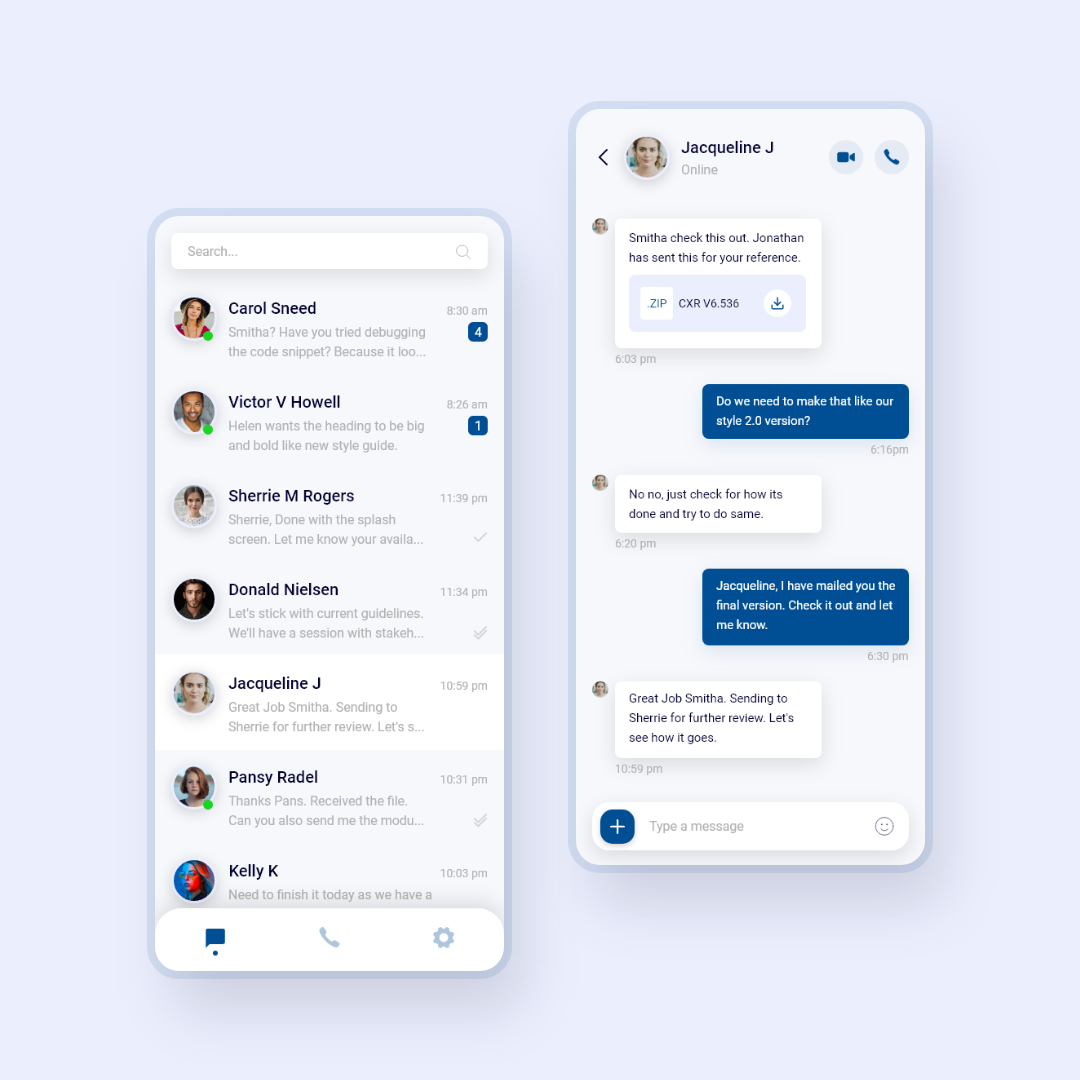 Search...
Carol Sneed
8:30 am
Smitha? Have you tried debugging
4
the code snippet? Because it loo...
Victor V Howell
8:26 am
Helen wants the heading to be big
1
and bold like new style guide.
Sherrie M Rogers
11:39 pm
Sherrie, Done with the splash
screen. Let me know your availa...
Donald Nielsen
11:34 pm
Let's stick with current guidelines.
We'll have a session with stakeh...
Jacqueline J
10:59 pm
Great Job Smitha. Sending to
Sherrie for further review. Let's s...
Pansy Radel
10:31 pm
Thanks Pans. Received the file.
Can you also send me the modu...
Kelly K
10:03 pm
Need to finish it today as we have a
Jacqueline J
Online
Smitha check this out. Jonathan
has sent this for your reference.
.ZIP CXR V6.536
6:03 pm
Do we need to make that like our
style 2.0 version?
6:16pm
No no, just check for how its
done and try to do same.
6:20 pm
Jacqueline, I have mailed you the
final version. Check it out and let
me know.
6:30 pm
Great Job Smitha. Sending to
Sherrie for further review. Let's
see how it goes.
10:59 pm
Type a message